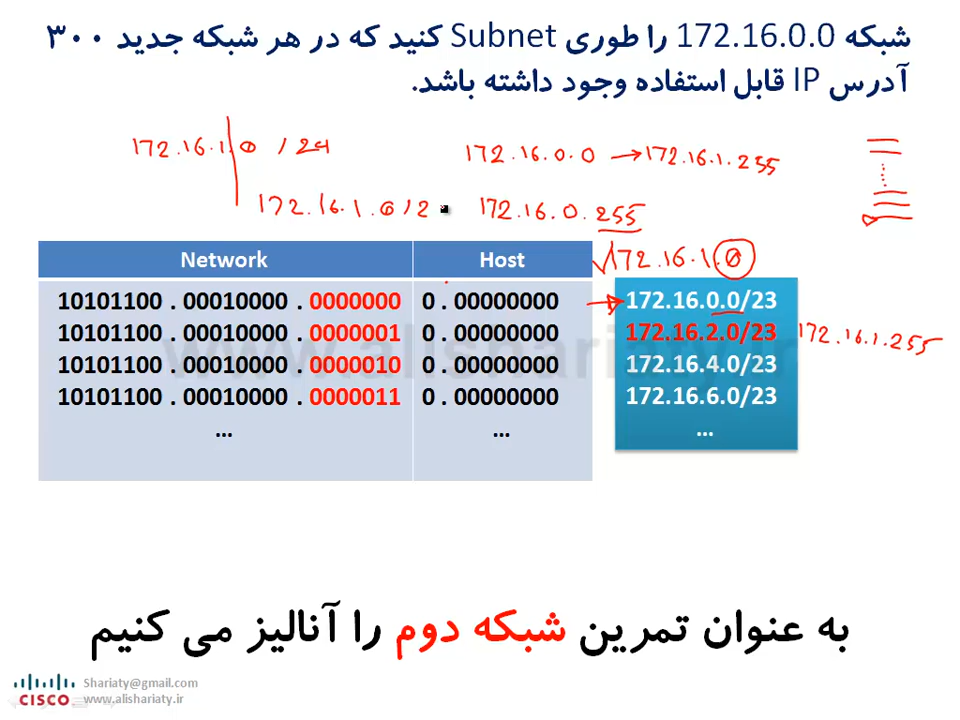 شبکه 172.16.0.0 را طوری Subnet کنید که در هر شبکه جدید ۳۰۰
آدرس IP قابل استفاده وجود داشته باشد.
172.16.1.0 / 24
172.16.0.0 → 172.16.1.255
172.16.1.0 / 2
172.16.0.255
172.16.1.0
Network Host
10101100 . 00010000 . 0000000 0 . 00000000 172.16.0.0/23
10101100 . 00010000 . 0000001 0 . 00000000 172.16.2.0/23 172.16.1.255
10101100 . 00010000 . 0000010 0 . 00000000 172.16.4.0/23
10101100 . 00010000 . 0000011 0 . 00000000 172.16.6.0/23
... ... ...
www.alishariaty.ir
به عنوان تمرین شبکه دوم را آنالیز می کنیم
Shariaty@gmail.com
www.alishariaty.ir
CISCO